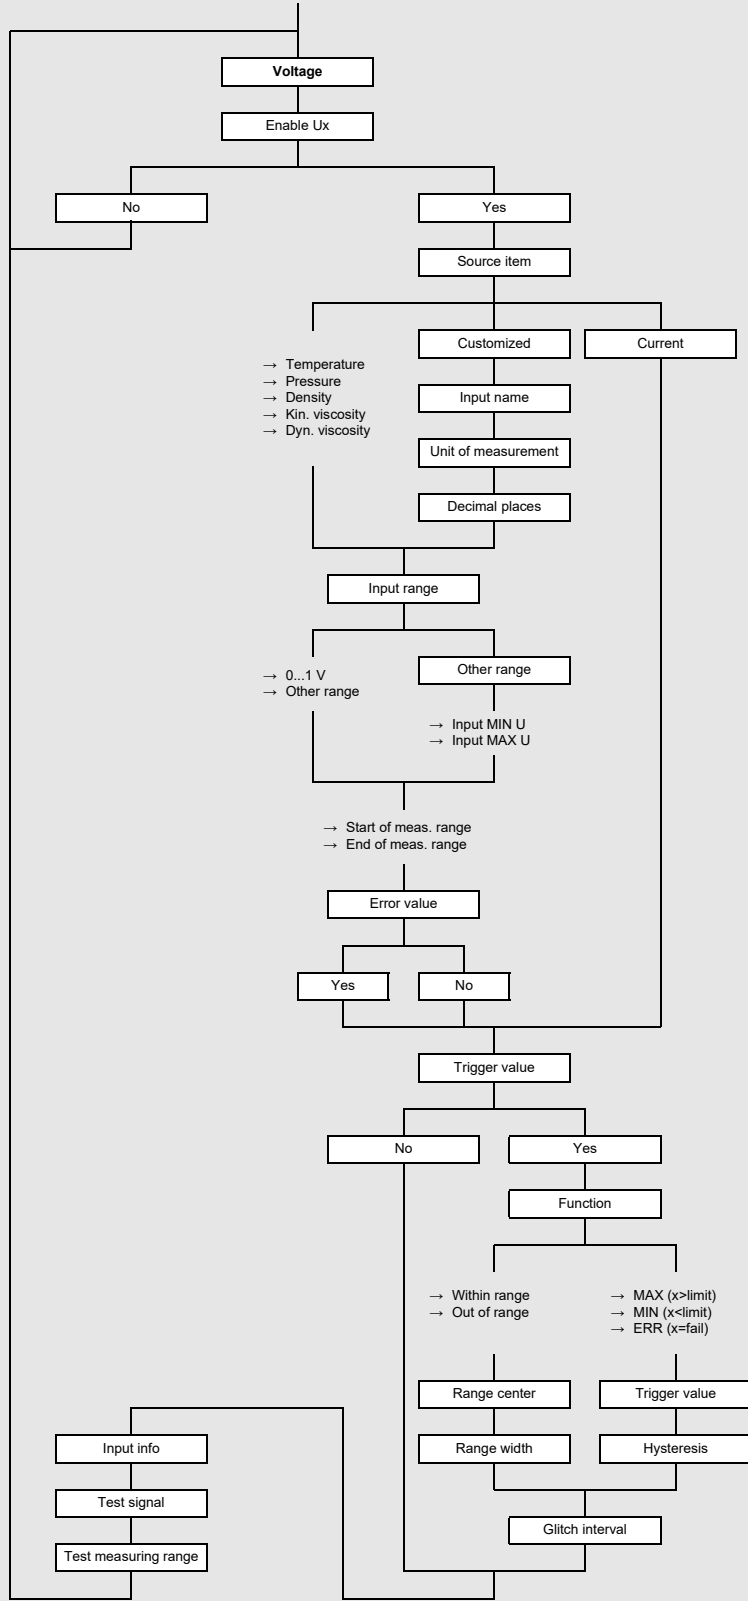 Voltage
Enable Ux
No
Yes
Source item
Customized
Current
→ Temperature
→ Pressure
→ Density
→ Kin. viscosity
→ Dyn. viscosity
Input name
Unit of measurement
Decimal places
Input range
→ 0...1 V
→ Other range
Other range
→ Input MIN U
→ Input MAX U
→ Start of meas. range
→ End of meas. range
Error value
Yes
No
Trigger value
No
Yes
Function
→ Within range
→ Out of range
→ MAX (x>limit)
→ MIN (x<limit)
→ ERR (x=fail)
Range center
Trigger value
Input info
Range width
Hysteresis
Test signal
Glitch interval
Test measuring range